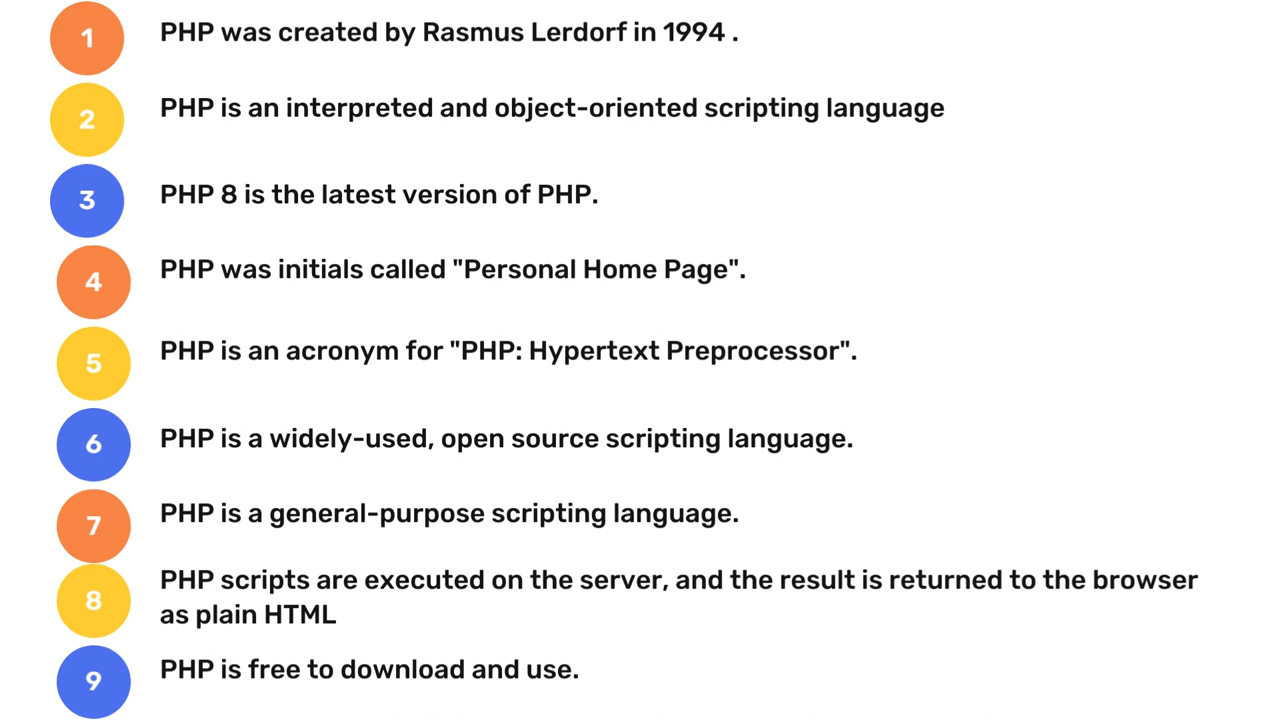 1 PHP was created by Rasmus Lerdorf in 1994 .
2 PHP is an interpreted and object-oriented scripting language
3 PHP 8 is the latest version of PHP.
4 PHP was initials called "Personal Home Page".
5 PHP is an acronym for "PHP: Hypertext Preprocessor".
6 PHP is a widely-used, open source scripting language.
7 PHP is a general-purpose scripting language.
8 PHP scripts are executed on the server, and the result is returned to the browser
as plain HTML
9 PHP is free to download and use.